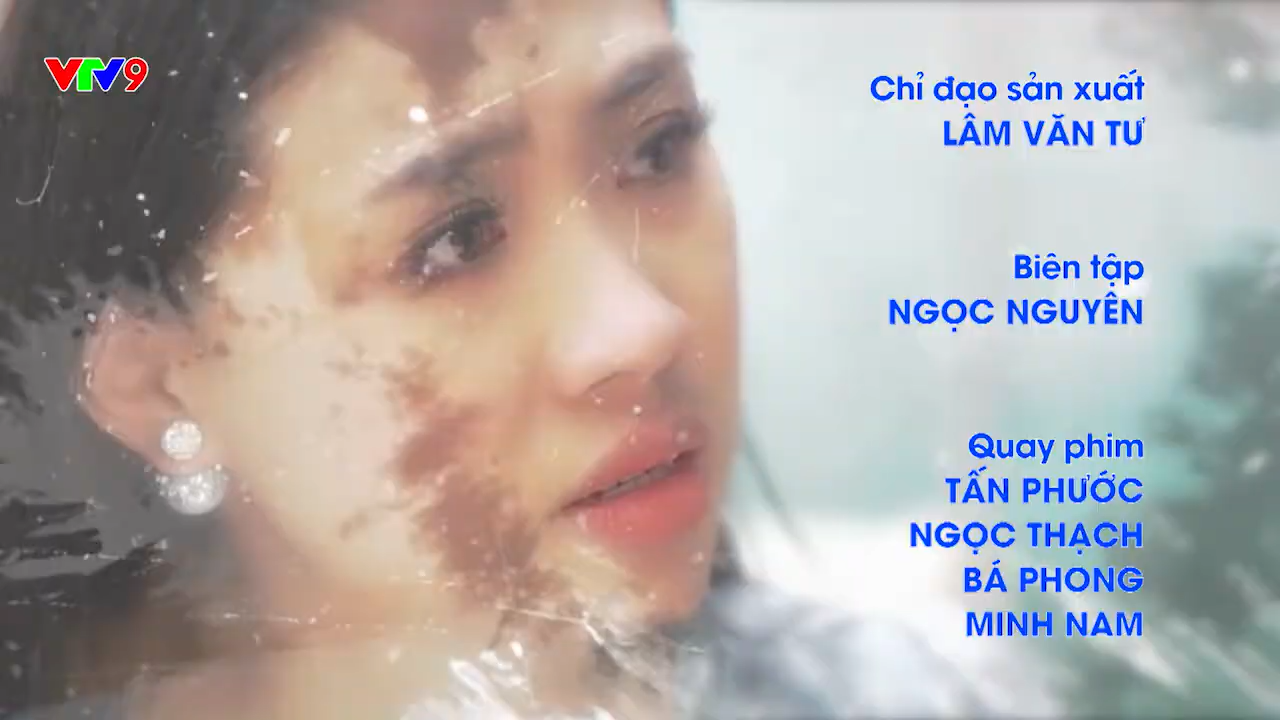 VTV9
Chỉ đạo sản xuất
LÂM VĂN TƯ
Biên tập
NGỌC NGUYÊN
Quay phim
TẤN PHƯỚC
NGỌC THẠCH
BÁ PHONG
MINH NAM